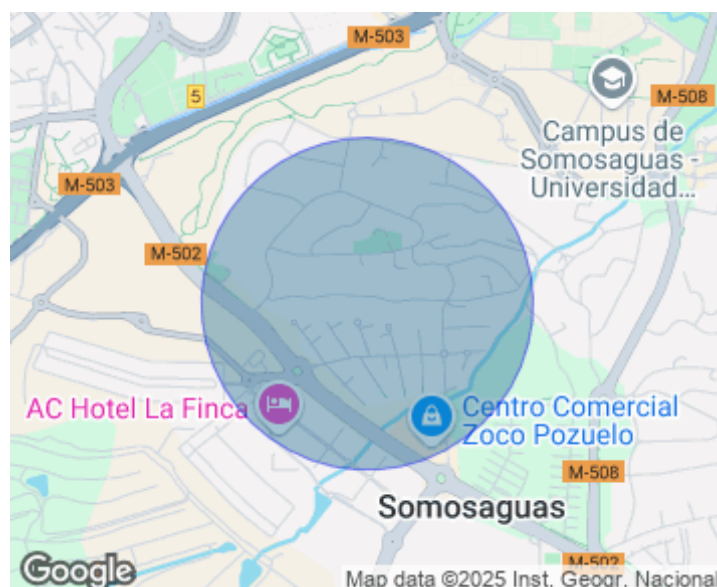 M-503
5
M-508
Campus de
Somosaguas -
Universidad...
M-503
M-502
AC Hotel La Finca
Centro Comercial
Zoco Pozuelo
M-508
Somosaguas
M-502
Google
Map data ©2025 Inst. Geogr. Nacional